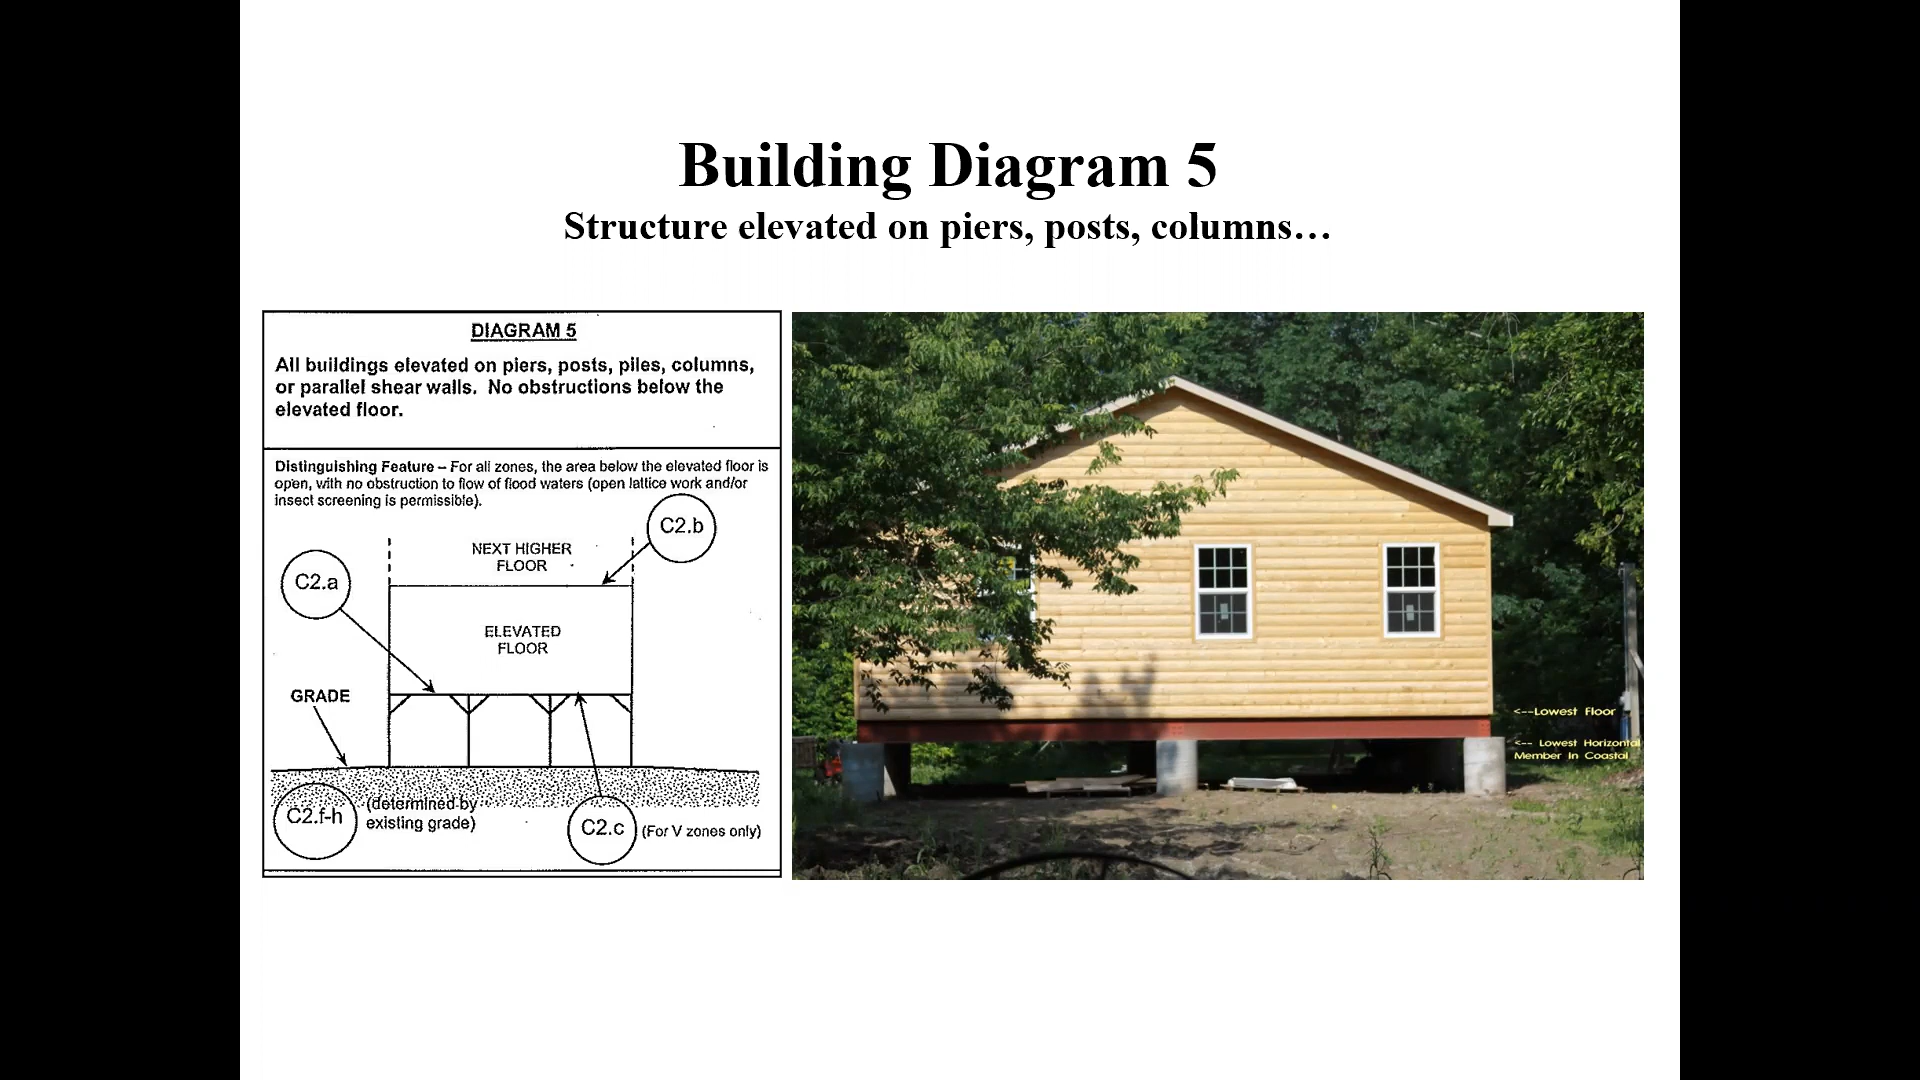 Building Diagram 5
Structure elevated on piers, posts, columns…
DIAGRAM 5
All buildings elevated on piers, posts, piles, columns,
or parallel shear walls. No obstructions below the
elevated floor.
Distinguishing Feature – For all zones, the area below the elevated floor is
open, with no obstruction to flow of flood waters (open lattice work and/or
insect screening is permissible).
C2.b
NEXT HIGHER
FLOOR
C2.a
ELEVATED
FLOOR
GRADE
C2.f-h
(determined by
existing grade)
C2.c
(For V zones only)
<--Lowest Floor
<-- Lowest Horizontal
Member In Coastal